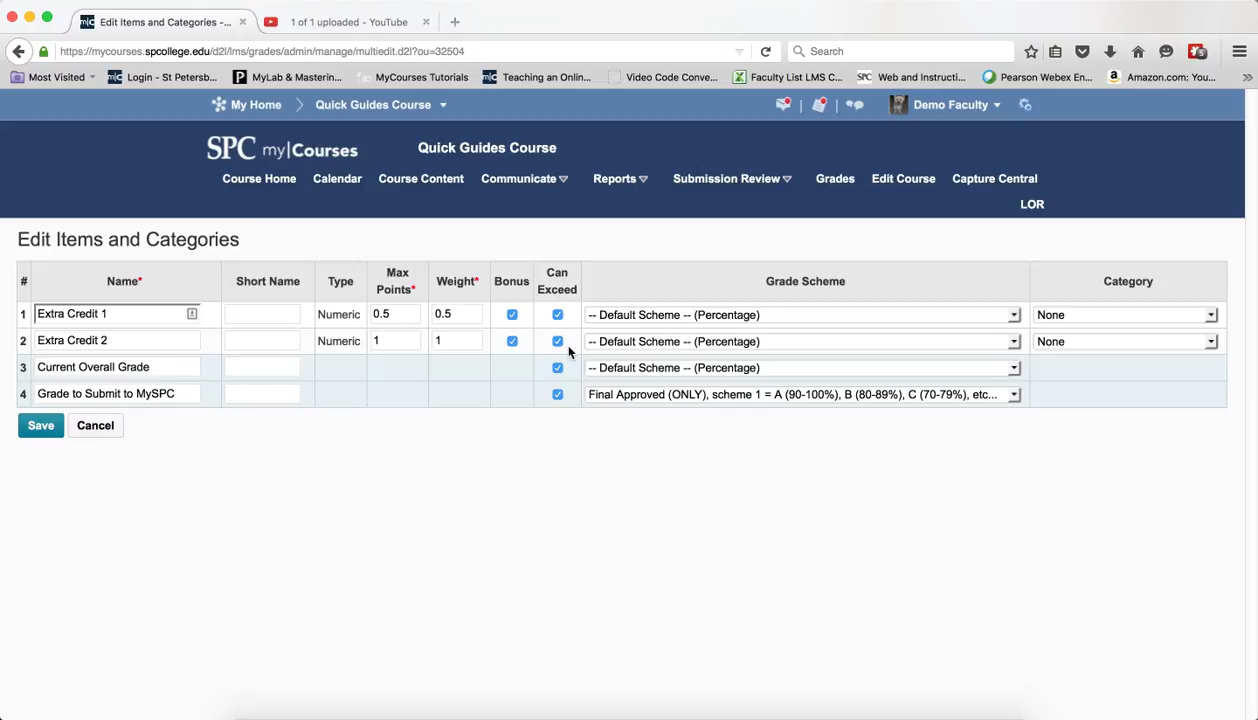 Edit Items and Categories -...
1 of 1 uploaded - YouTube
https://mycourses.spcollege.edu/d2l/lms/grades/admin/manage/multiedit.d2l?ou=32504
Search
5
Most Visited
m|c Login - St Petersb...
P MyLab & Masterin...
MyCourses Tutorials
m|c Teaching an Onlin...
Video Code Conve...
Faculty List LMS C...
SPC Web and Instructi...
Pearson Webex En...
a Amazon.com: You...
My Home
Quick Guides Course
Demo Faculty
SPC my|Courses
Quick Guides Course
Course Home Calendar Course Content Communicate Reports Submission Review Grades Edit Course Capture Central
LOR
Edit Items and Categories
# Name* Short Name Type Max Points* Weight* Bonus Can Exceed Grade Scheme Category
1 Extra Credit 1 Numeric 0.5 0.5 -- Default Scheme -- (Percentage) None
2 Extra Credit 2 Numeric 1 1 -- Default Scheme -- (Percentage) None
3 Current Overall Grade -- Default Scheme -- (Percentage)
4 Grade to Submit to MySPC Final Approved (ONLY), scheme 1 = A (90-100%), B (80-89%), C (70-79%), etc...
Save Cancel